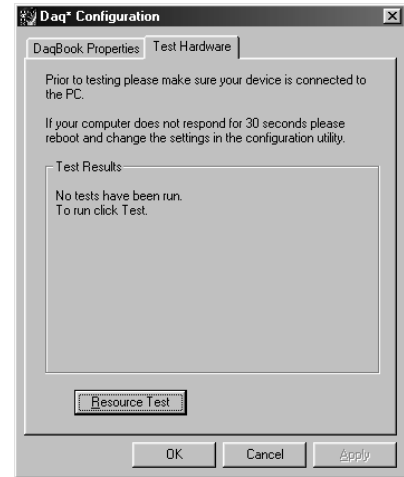 Daq* Configuration
DaqBook Properties
Test Hardware
Prior to testing please make sure your device is connected to
the PC.
If your computer does not respond for 30 seconds please
reboot and change the settings in the configuration utility.
Test Results
No tests have been run.
To run click Test.
Resource Test
OK
Cancel
Apply